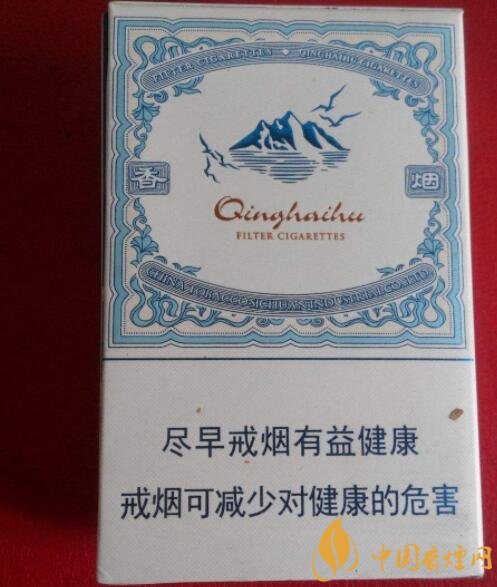 FILTER CIGARETTES ◆ QINGHAIHU CIGARETTES
香 烟
Qinghaihu
FILTER CIGARETTES
CHINA TOBACCO SICHUAN INDUSTRIAL CO., LTD.
尽早戒烟有益健康
戒烟可减少对健康的危害
中国香烟网